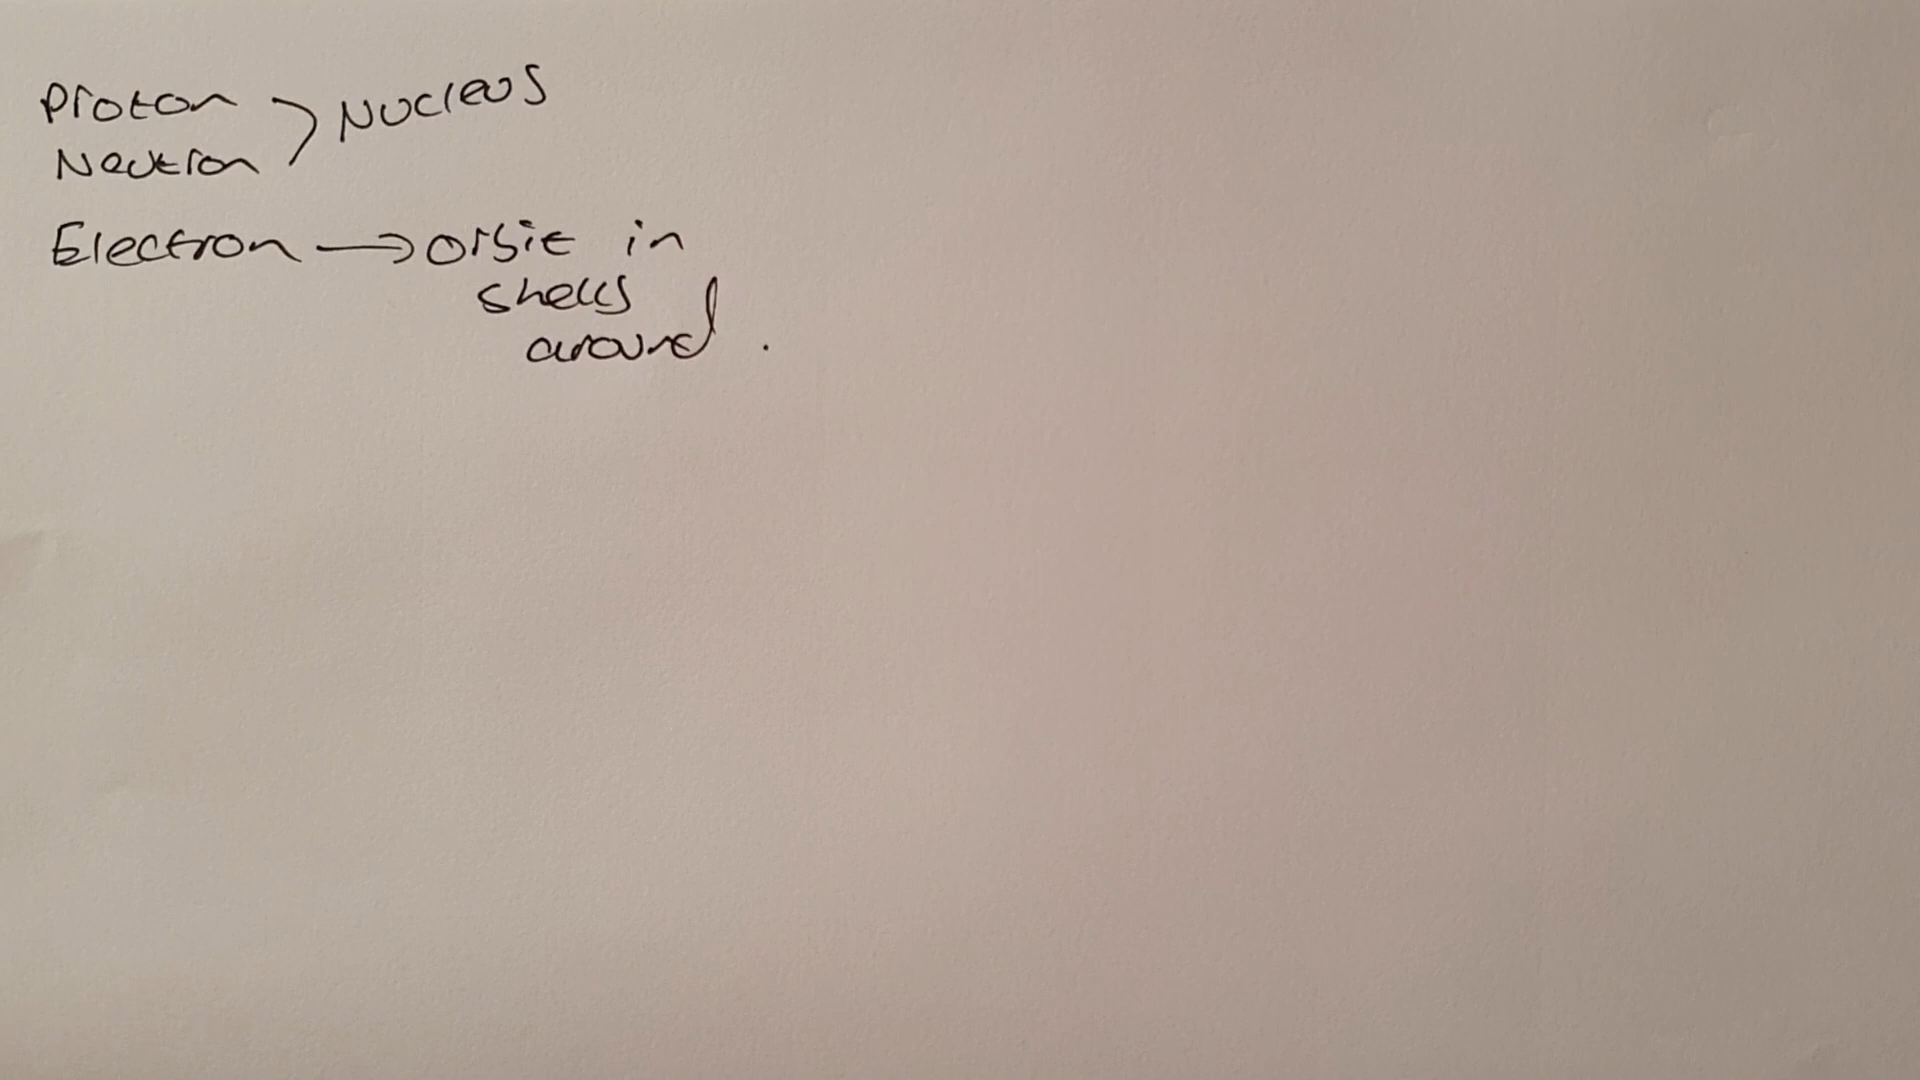 Proton
Neutron > Nucleus
Electron → orbit in
shells
around.